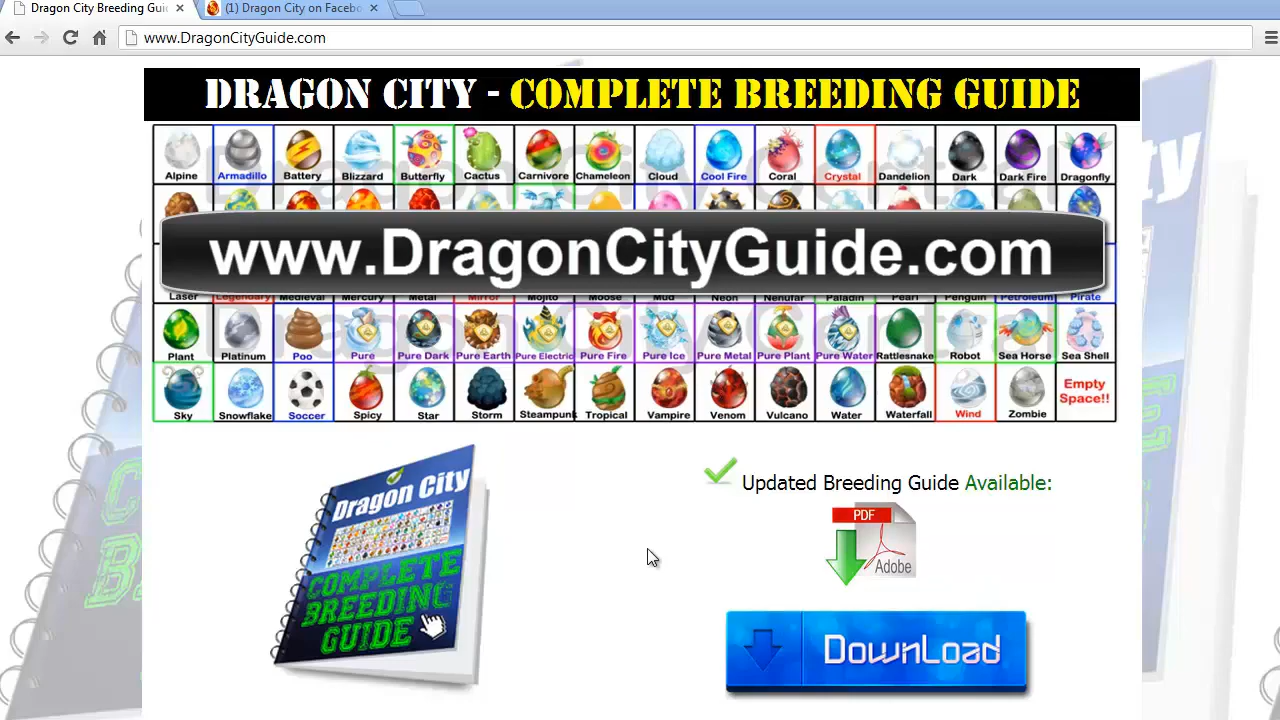 Dragon City Breeding Guid
(1) Dragon City on Facebo
www.DragonCityGuide.com
DRAGON CITY - COMPLETE BREEDING GUIDE
Alpine Armadillo Battery Blizzard Butterfly Cactus Carnivore Chameleon Cloud Cool Fire Coral Crystal Dandelion Dark Dark Fire Dragonfly
www.DragonCityGuide.com
Laser Legendary Medieval Mercury Metal Mirror Mojito Moose Mud Neon Nenufar Paladin Pearl Penguin Petroleum Pirate
Plant Platinum Poo Pure Pure Dark Pure Earth Pure Electric Pure Fire Pure Ice Pure Metal Pure Plant Pure Water Rattlesnake Robot Sea Horse Sea Shell
Sky Snowflake Soccer Spicy Star Storm Steampunk Tropical Vampire Venom Vulcano Water Waterfall Wind Zombie Empty
Space!!
Dragon City
COMPLETE
BREEDING
GUIDE
Updated Breeding Guide Available:
PDF
Adobe
DownLoad